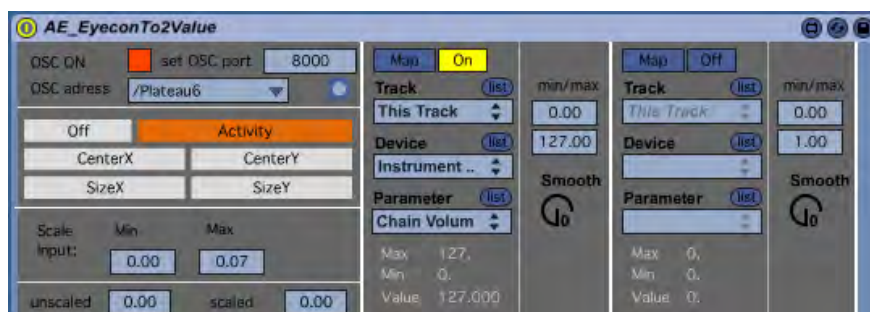 AE_EyeconTo2Value
OSC ON set OSC port 8000
OSC adress /Plateau6
Off Activity
CenterX CenterY
SizeX SizeY
Scale Input: Min Max
0.00 0.07
unscaled 0.00 scaled 0.00
Map On
Track list min/max
This Track 0.00
Device list 127.00
Instrument ..
Parameter list Smooth
Chain Volum 0
Max 127.
Min 0.
Value 127.000
Map Off
Track list min/max
This Track 0.00
Device list 1.00
Parameter list Smooth
0
Max 0.
Min 0.
Value 0.